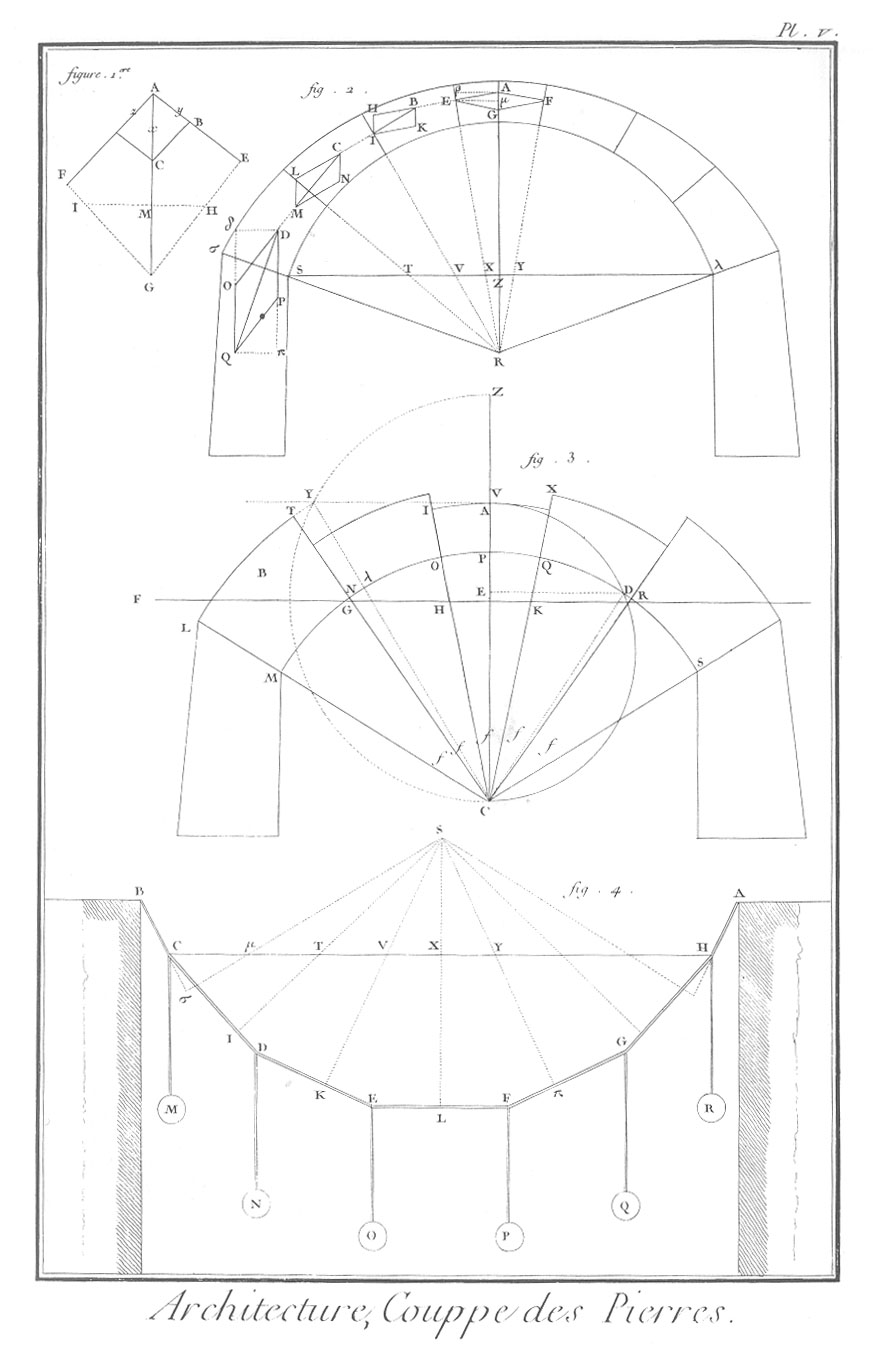 Pl. v.
figure. 1.ere
A
z
y
x
B
C
F
E
I
M
H
G
fig. 2.
ρ
A
H
B
E
μ
F
G
I
K
C
L
N
M
δ
σ
D
S
T
V
X
Y
λ
Z
O
P
Q
π
R
Z
fig. 3.
Y
V
X
T
I
A
B
O
P
Q
N
λ
E
D
F
G
H
K
R
L
M
S
f
f
f
f
f
C
S
B
fig. 4.
A
C
μ
T
V
X
Y
H
σ
I
D
G
K
E
F
π
L
M
R
N
Q
O
P
Architecture, Couppe des Pierres.